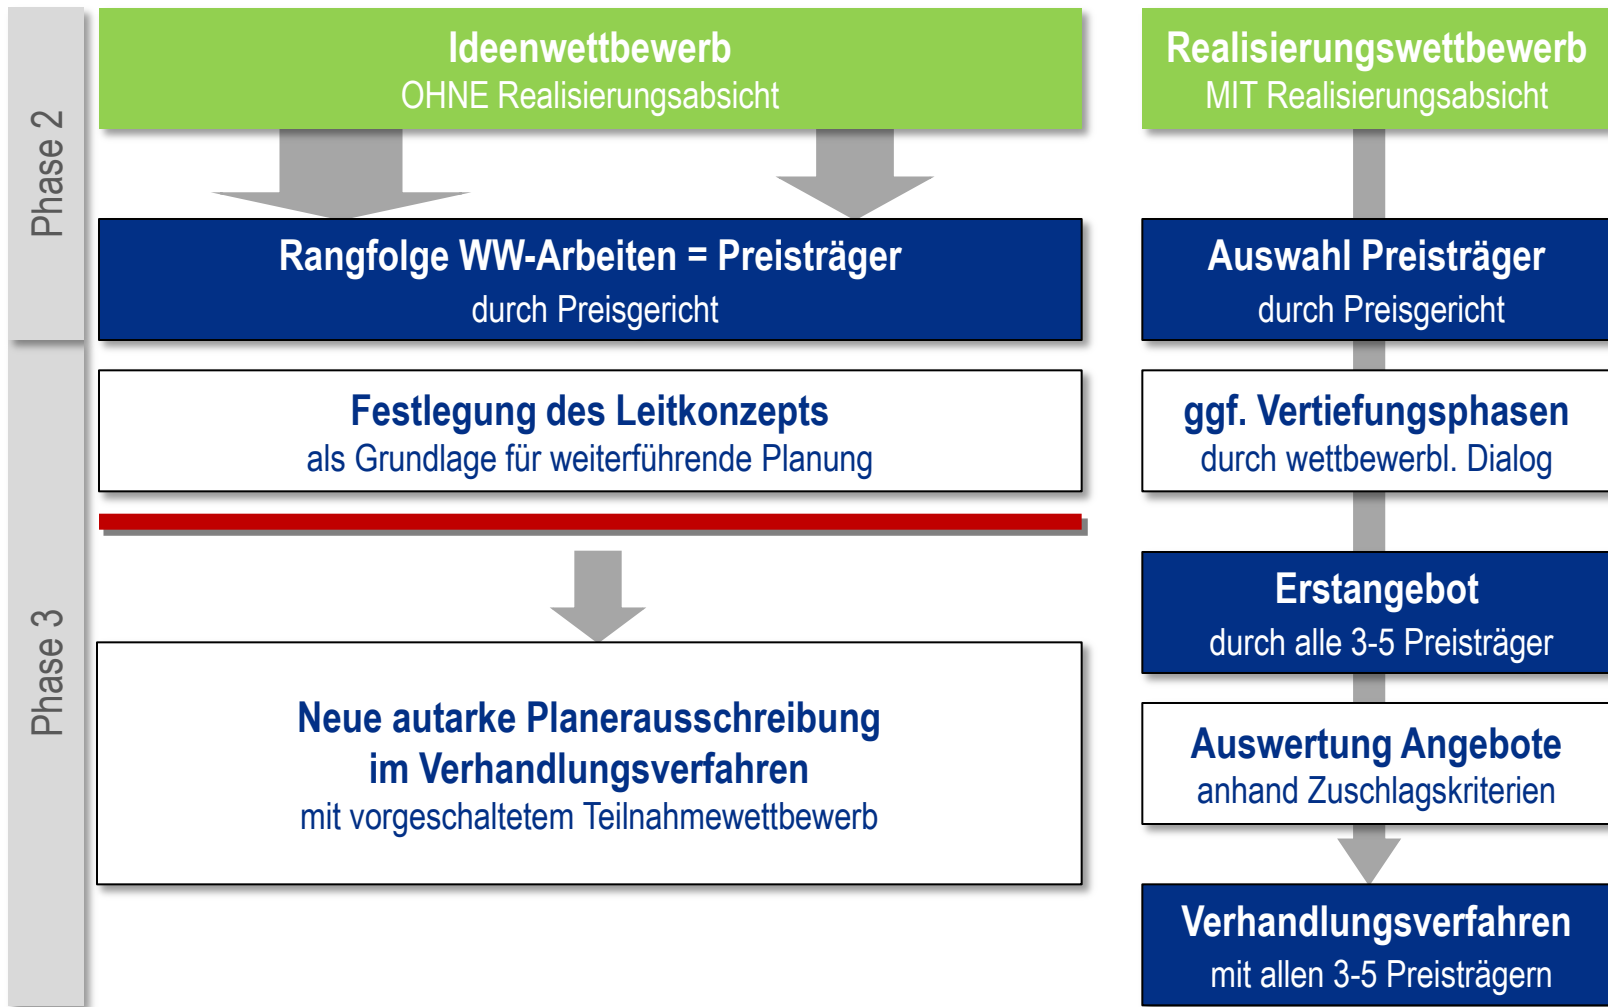 Phase 2
Ideenwettbewerb
OHNE Realisierungsabsicht
Rangfolge WW-Arbeiten = Preisträger
durch Preisgericht
Realisierungswettbewerb
MIT Realisierungsabsicht
Auswahl Preisträger
durch Preisgericht
Phase 3
Festlegung des Leitkonzepts
als Grundlage für weiterführende Planung
Neue autarke Planerausschreibung
im Verhandlungsverfahren
mit vorgeschaltetem Teilnahmewettbewerb
ggf. Vertiefungsphasen
durch wettbewerbl. Dialog
Erstangebot
durch alle 3-5 Preisträger
Auswertung Angebote
anhand Zuschlagskriterien
Verhandlungsverfahren
mit allen 3-5 Preisträgern